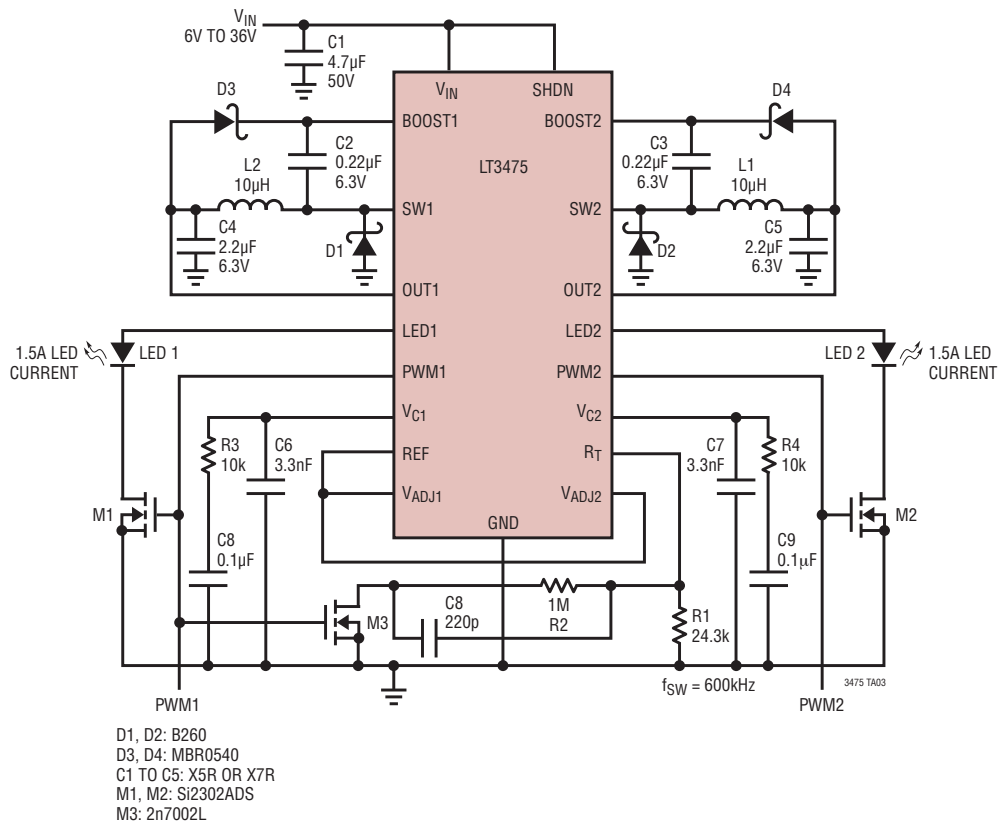 VIN
6V TO 36V
C1
4.7µF
50V
VIN
SHDN
D3
D4
BOOST1
BOOST2
C2
0.22µF
6.3V
C3
0.22µF
6.3V
LT3475
L2
10µH
L1
10µH
SW1
SW2
C4
2.2µF
6.3V
D1
D2
C5
2.2µF
6.3V
OUT1
OUT2
LED1
LED2
1.5A LED
CURRENT
LED 1
LED 2
1.5A LED
CURRENT
PWM1
PWM2
VC1
VC2
R3
10k
C6
3.3nF
C7
3.3nF
R4
10k
REF
RT
VADJ1
VADJ2
M1
M2
GND
C8
0.1µF
C9
0.1µF
M3
C8
220p
1M
R2
R1
24.3k
fSW = 600kHz
3475 TA03
PWM1
PWM2
D1, D2: B260
D3, D4: MBR0540
C1 TO C5: X5R OR X7R
M1, M2: Si2302ADS
M3: 2n7002L